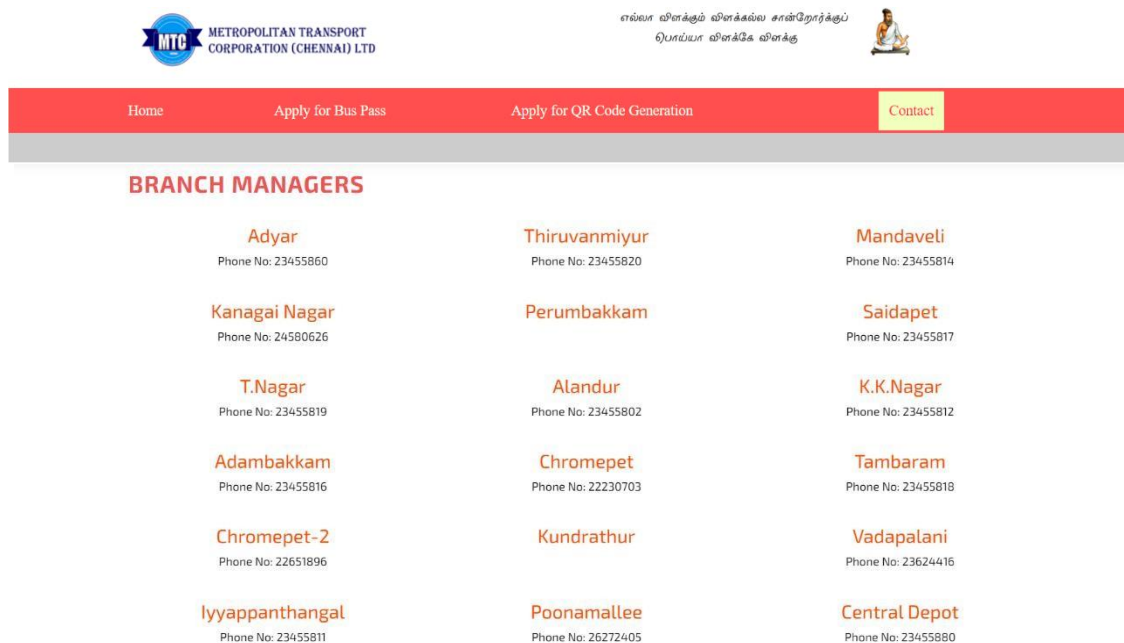 MTC
METROPOLITAN TRANSPORT
CORPORATION (CHENNAI) LTD
எல்லா விளக்கும் விளக்கல்ல சான்றோர்க்குப்
பொய்யா விளக்கே விளக்கு
Home Apply for Bus Pass Apply for QR Code Generation Contact
BRANCH MANAGERS
Adyar Thiruvanmiyur Mandaveli
Phone No: 23455860 Phone No: 23455820 Phone No: 23455814
Kanagai Nagar Perumbakkam Saidapet
Phone No: 24580626 Phone No: 23455817
T.Nagar Alandur K.K.Nagar
Phone No: 23455819 Phone No: 23455802 Phone No: 23455812
Adambakkam Chromepet Tambaram
Phone No: 23455816 Phone No: 22230703 Phone No: 23455818
Chromepet-2 Kundrathur Vadapalani
Phone No: 22651896 Phone No: 23624416
Iyyappanthangal Poonamallee Central Depot
Phone No: 23455811 Phone No: 26272405 Phone No: 23455880